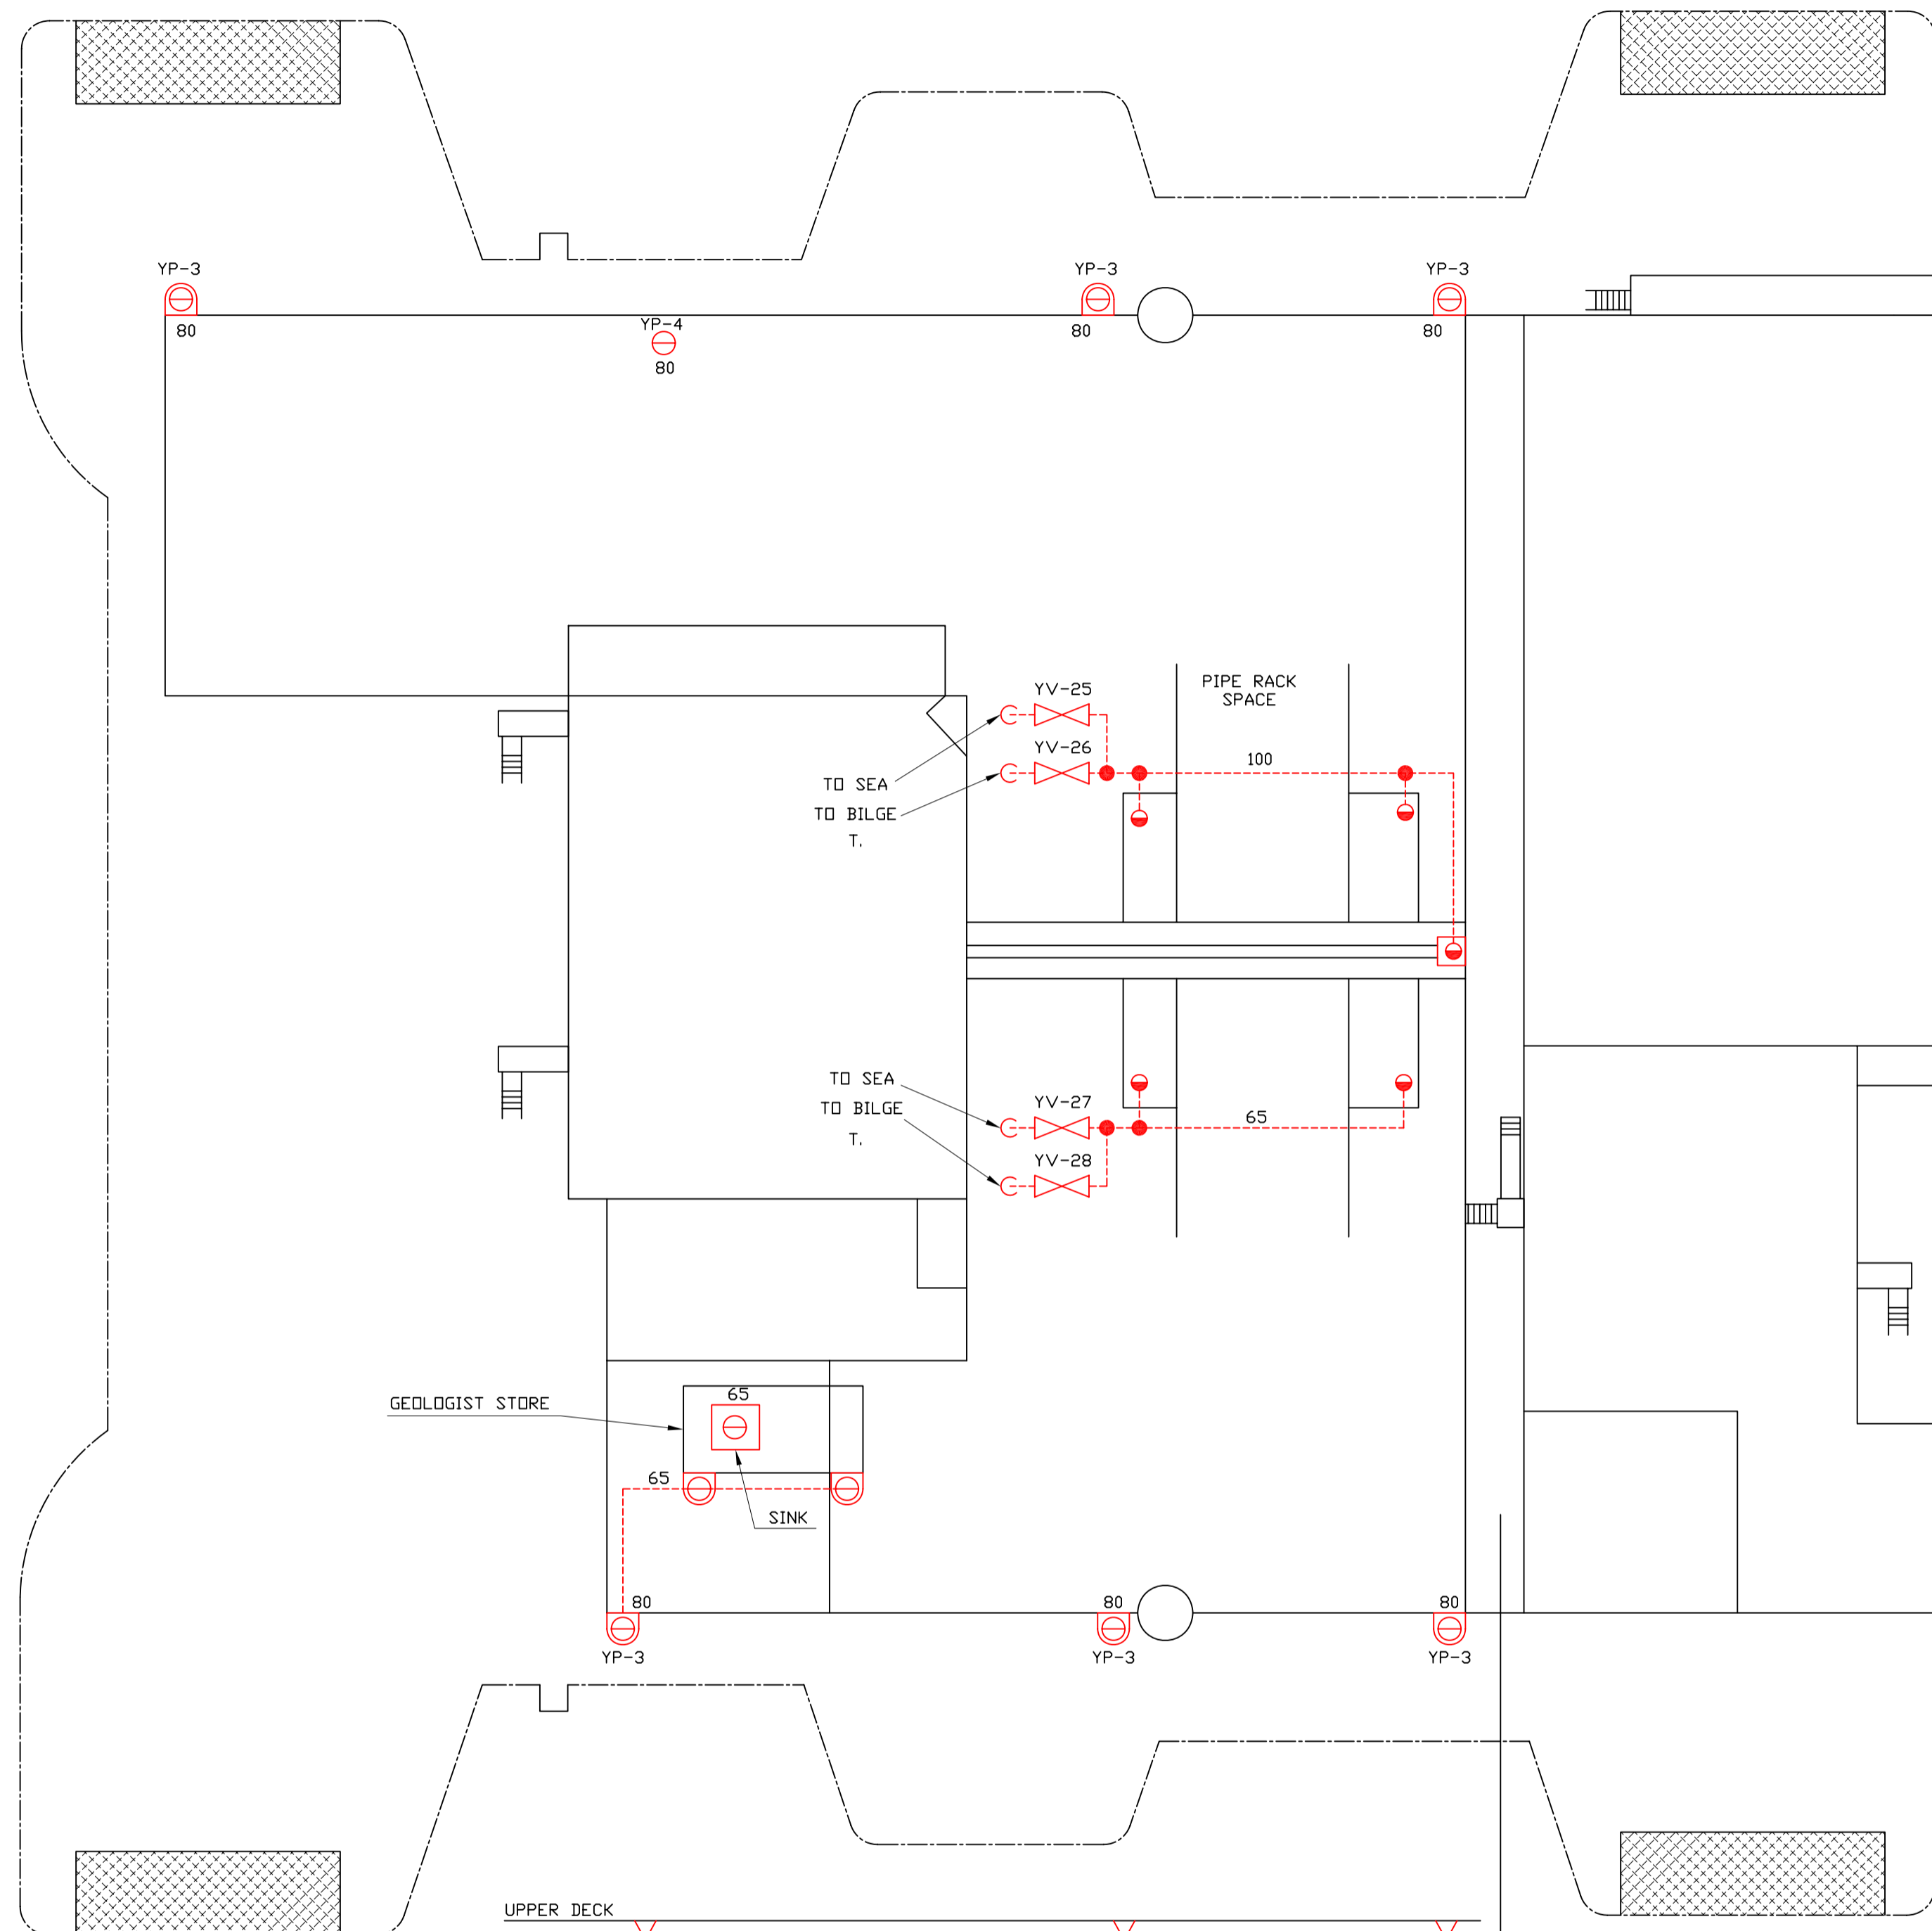 YP-3
YP-3
YP-3
80
YP-4
80
80
80
YV-25
PIPE RACK
SPACE
YV-26
100
TO SEA
TO BILGE
T.
TO SEA
YV-27
TO BILGE
65
T.
YV-28
GEOLOGIST STORE
65
65
SINK
80
80
80
YP-3
YP-3
YP-3
UPPER DECK